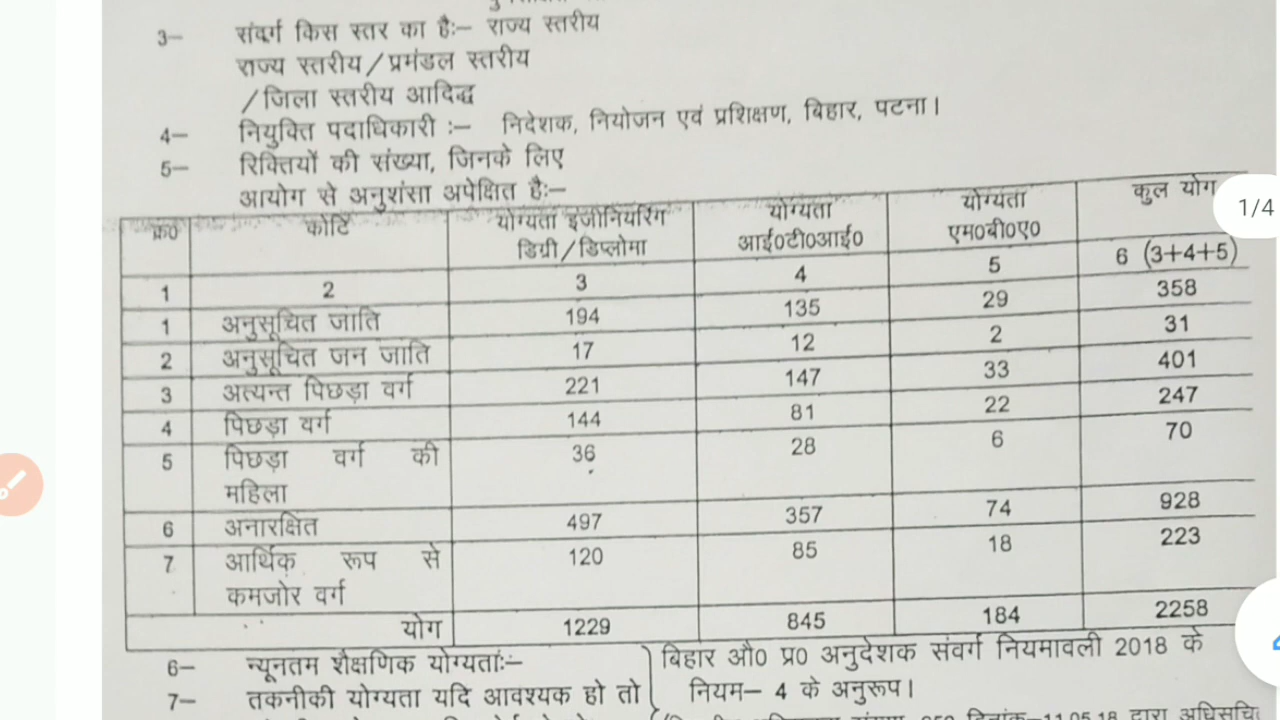 3– संवर्ग किस स्तर का है:– राज्य स्तरीय
राज्य स्तरीय/प्रमंडल स्तरीय
/जिला स्तरीय आदिद्ध
4– नियुक्ति पदाधिकारी :– निदेशक, नियोजन एवं प्रशिक्षण, बिहार, पटना।
5– रिक्तियों की संख्या, जिनके लिए
आयोग से अनुशंसा अपेक्षित है:–
क्र0 कोटि योग्यता इंजीनियरिंग डिग्री/डिप्लोमा योग्यता आई0टी0आई0 योग्यता एम0बी0ए0 कुल योग
1 2 3 4 5 6 (3+4+5)
1 अनुसूचित जाति 194 135 29 358
2 अनुसूचित जन जाति 17 12 2 31
3 अत्यन्त पिछड़ा वर्ग 221 147 33 401
4 पिछड़ा वर्ग 144 81 22 247
5 पिछड़ा वर्ग की महिला 36 28 6 70
6 अनारक्षित 497 357 74 928
7 आर्थिक रूप से कमजोर वर्ग 120 85 18 223
योग 1229 845 184 2258
6– न्यूनतम शैक्षणिक योग्यता:– बिहार औ0 प्र0 अनुदेशक संवर्ग नियमावली 2018 के
7– तकनीकी योग्यता यदि आवश्यक हो तो नियम– 4 के अनुरूप।
1/4